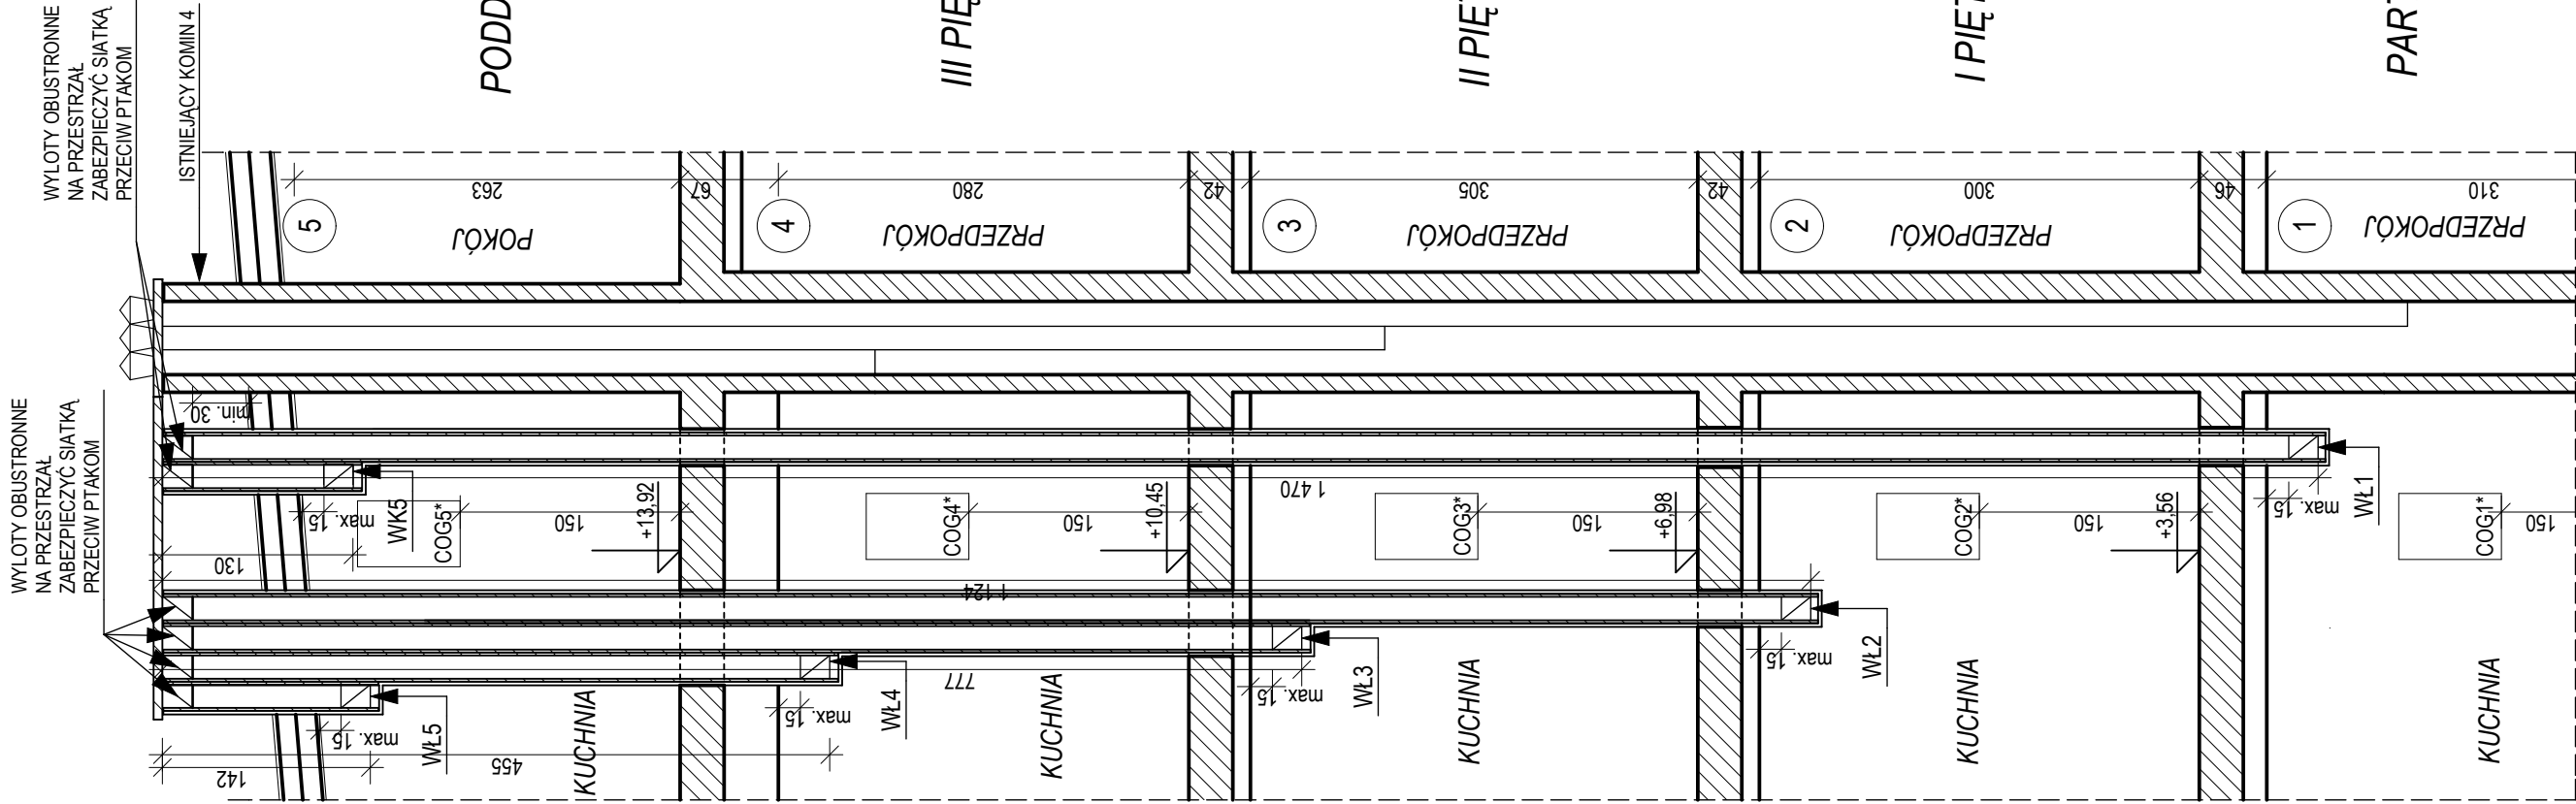 WYLOTY OBUSTRONNE
NA PRZESTRZAŁ
ZABEZPIECZYĆ SIATKĄ
PRZECIW PTAKOM
ISTNIEJĄCY KOMIN 4
WYLOTY OBUSTRONNE
NA PRZESTRZAŁ
ZABEZPIECZYĆ SIATKĄ
PRZECIW PTAKOM
PODD
III PIĘ
II PIĘ
I PIĘT
PART
263
67
280
42
305
42
300
46
310
5
4
3
2
1
POKÓJ
PRZEDPOKÓJ
PRZEDPOKÓJ
PRZEDPOKÓJ
PRZEDPOKÓJ
min. 30
1 470
max. 15
WK5
COG5*
150
+13,92
COG4*
150
+10,45
COG3*
150
+6,98
COG2*
150
+3,56
max. 15
WŁ1
COG1*
150
130
1 124
777
max. 15
WŁ5
max. 15
WŁ4
max. 15
WŁ3
max. 15
WŁ2
455
142
KUCHNIA
KUCHNIA
KUCHNIA
KUCHNIA
KUCHNIA